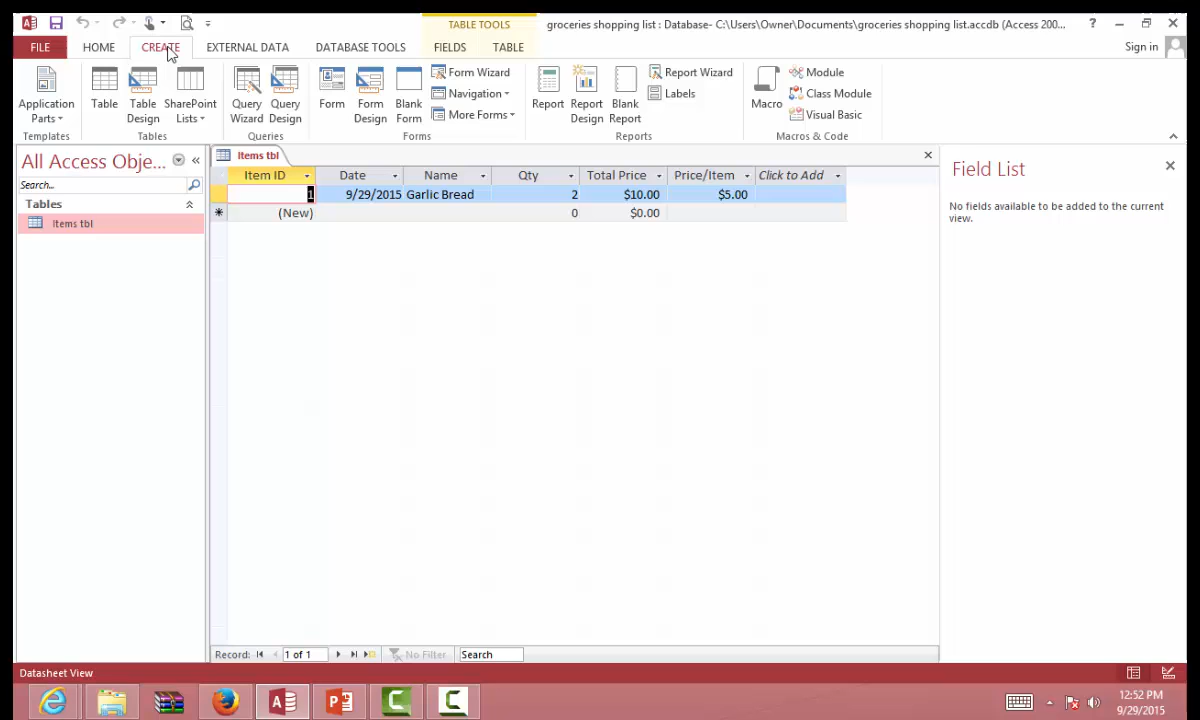 TABLE TOOLS groceries shopping list : Database- C:\Users\Owner\Documents\groceries shopping list.accdb (Access 200... ?
FILE HOME CREATE EXTERNAL DATA DATABASE TOOLS FIELDS TABLE Sign in
Form Wizard Report Wizard Module
Navigation Labels Class Module
More Forms Visual Basic
Application Parts Table Table Design SharePoint Lists Query Wizard Query Design Form Form Design Blank Form Report Report Design Blank Report Macro
Templates Tables Queries Forms Reports Macros & Code
All Access Obje... «
Search...
Tables
Items tbl
Items tbl
Item ID Date Name Qty Total Price Price/Item Click to Add
1 9/29/2015 Garlic Bread 2 $10.00 $5.00
* (New) 0 $0.00
Field List
No fields available to be added to the current
view.
Record: 1 of 1 No Filter Search
Datasheet View
12:52 PM
9/29/2015